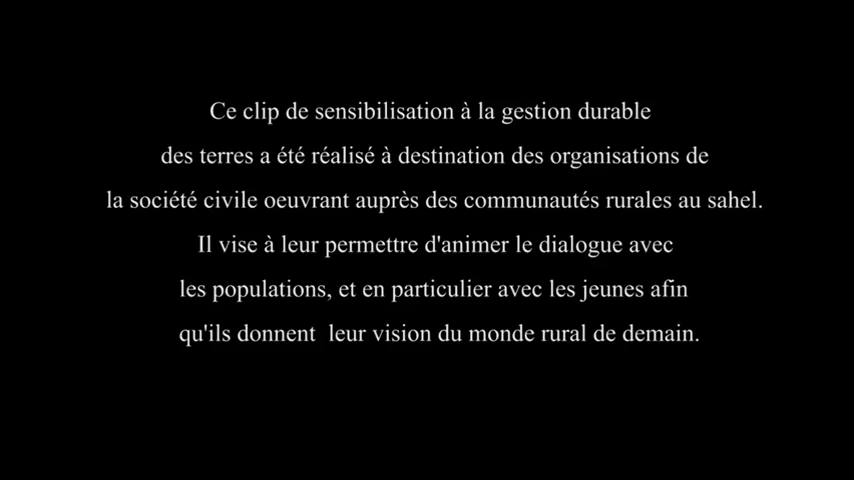 Ce clip de sensibilisation à la gestion durable
des terres a été réalisé à destination des organisations de
la société civile oeuvrant auprès des communautés rurales au sahel.
Il vise à leur permettre d'animer le dialogue avec
les populations, et en particulier avec les jeunes afin
qu'ils donnent  leur vision du monde rural de demain.